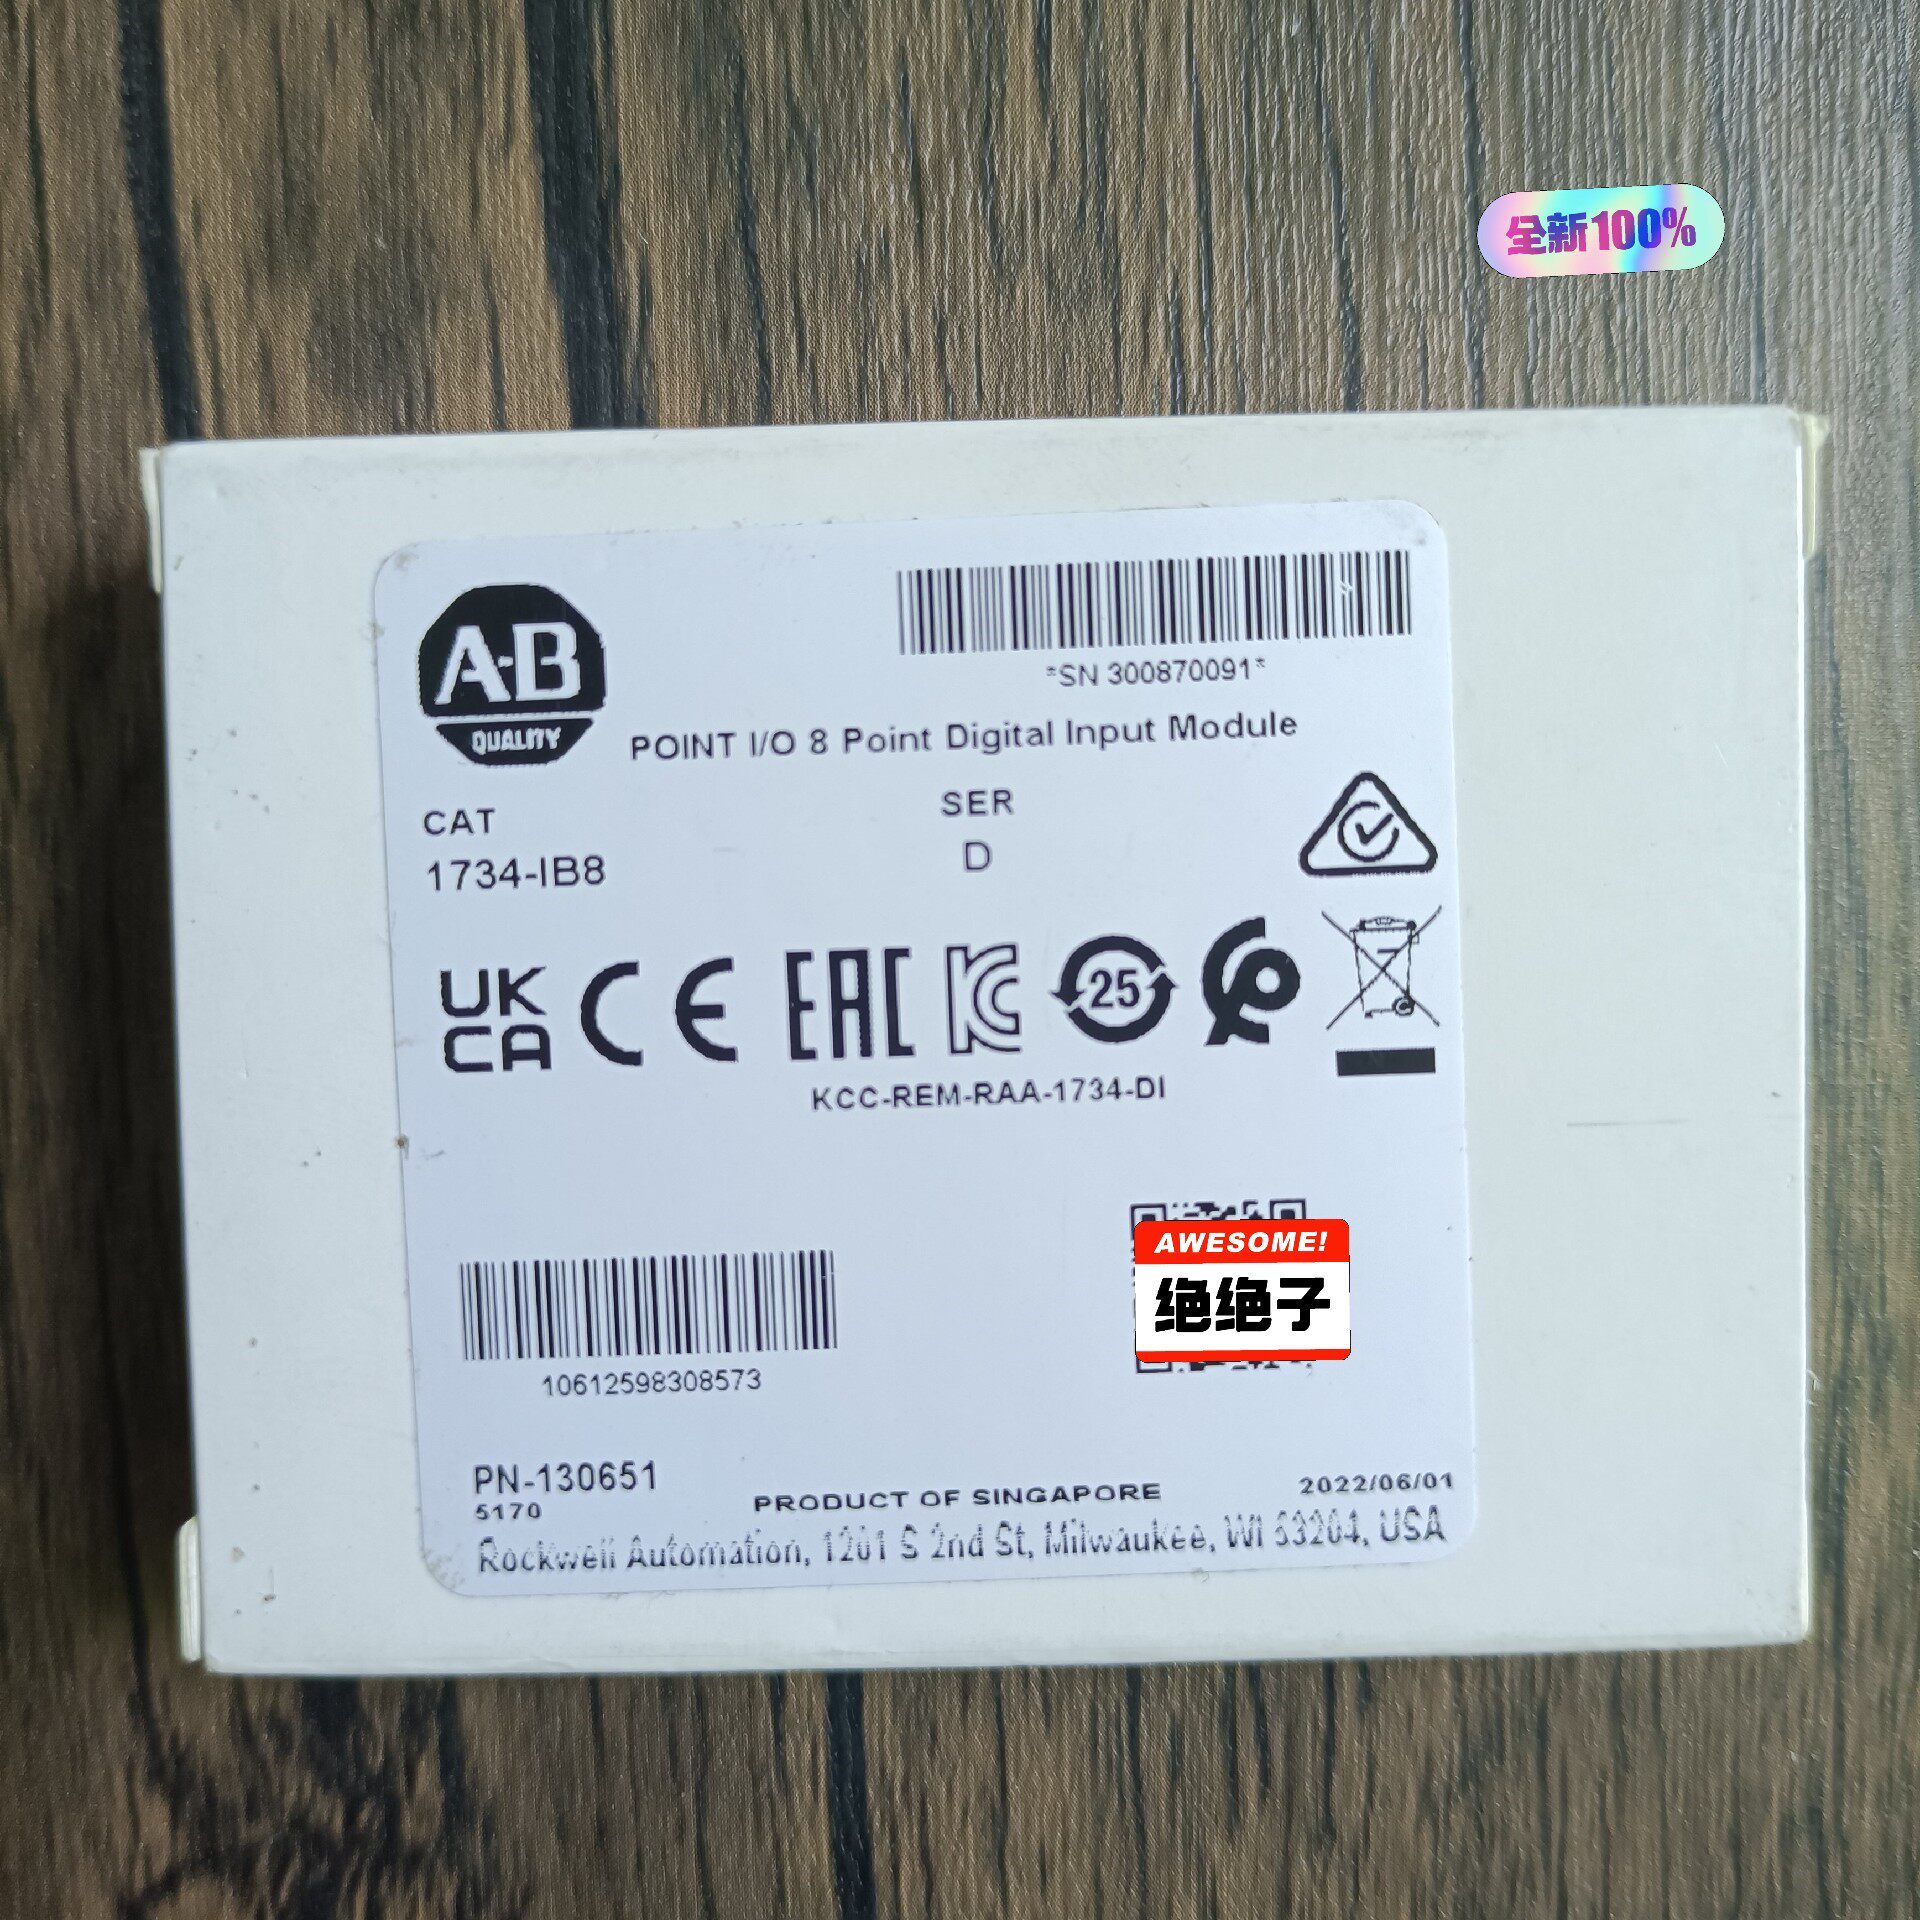 全新100%
A-B
QUALITY
*SN 300870091*
POINT I/O 8 Point Digital Input Module
CAT
SER
1734-IB8
D
UK
CA
CE
EAC
KC
25
KCC-REM-RAA-1734-DI
AWESOME!
绝绝子
10612598308573
PN-130651
5170
PRODUCT OF SINGAPORE
2022/06/01
Rockwell Automation, 1201 S 2nd St, Milwaukee, WI 53204, USA